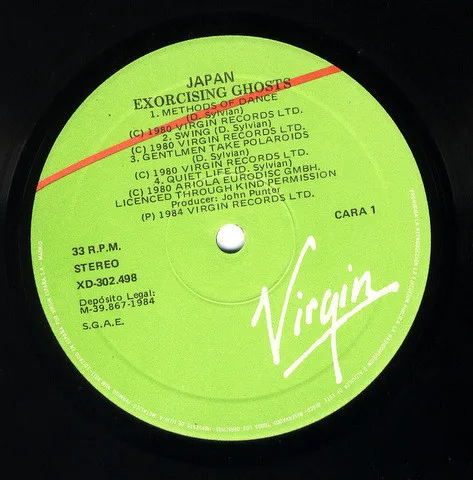 JAPAN
EXORCISING GHOSTS
1. METHODS OF DANCE
(D. Sylvian)
(C) 1980 VIRGIN RECORDS LTD.
2. SWING (D. Sylvian)
(C) 1980 VIRGIN RECORDS LTD.
3. GENTLMEN TAKE POLAROIDS
(D. Sylvian)
(C) 1980 VIRGIN RECORDS LTD.
4. QUIET LIFE (D. Sylvian)
(C) 1980 ARIOLA EURODISC GMBH.
LICENCED THROUGH KIND PERMISSION
Producer: John Punter
(P) 1984 VIRGIN RECORDS LTD.
CARA 1
33 R.P.M.
STEREO
XD-302.498
Depósito Legal:
M-39.867-1984
S.G.A.E.
Virgin